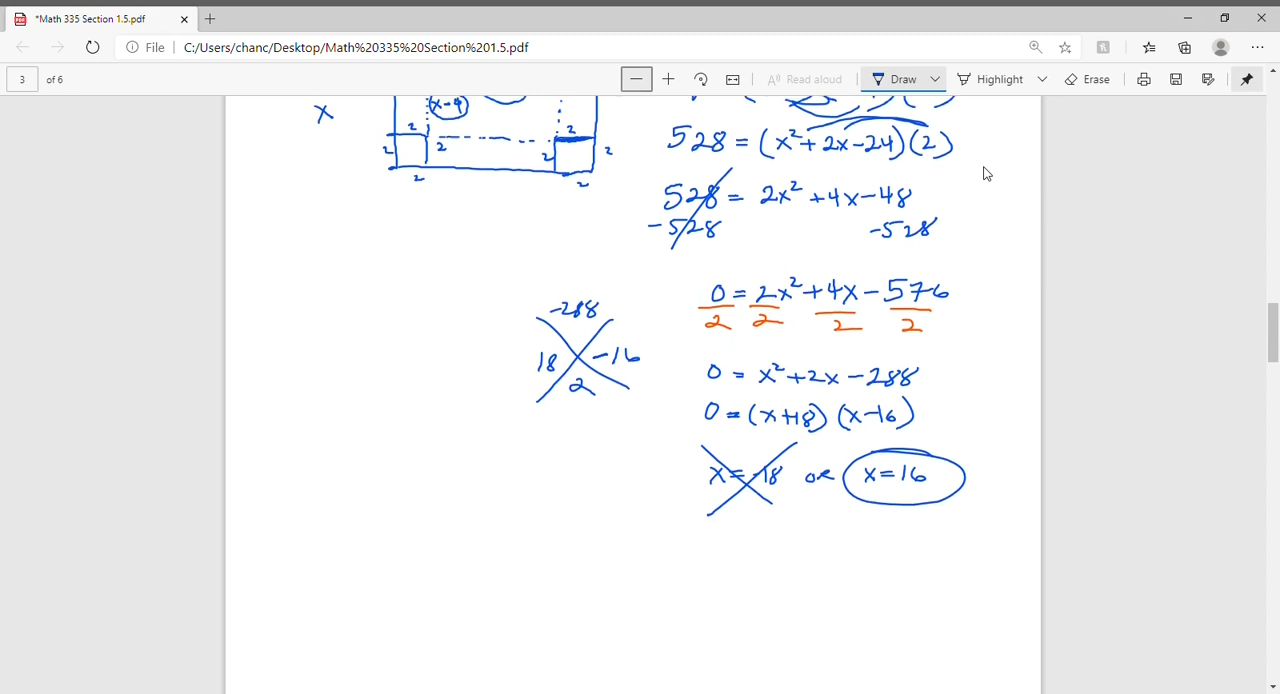 *Math 335 Section 1.5.pdf
File C:/Users/chanc/Desktop/Math%20335%20Section%201.5.pdf
3 of 6 Read aloud Draw Highlight Erase
x
(x-4)
2 2
2 2 2 2
2 2
528 = (x²+2x-24)(2)
528 = 2x²+4x-48
-528 -528
0 = 2x²+4x-576
2 2 2 2
-288
18 -16
2
0 = x²+2x-288
0 = (x+18)(x-16)
x=-18 or x=16